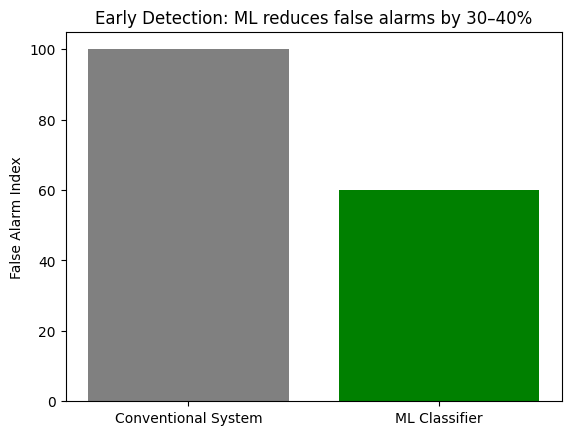 Early Detection: ML reduces false alarms by 30–40%
False Alarm Index
100
80
60
40
20
0
Conventional System
ML Classifier